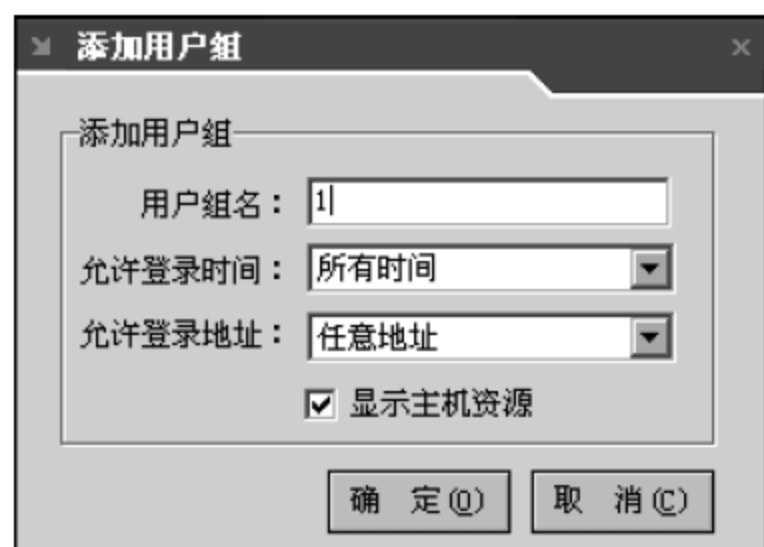 添加用户组
添加用户组
用户组名：1
允许登录时间：所有时间
允许登录地址：任意地址
显示主机资源
确 定(O) 取 消(C)